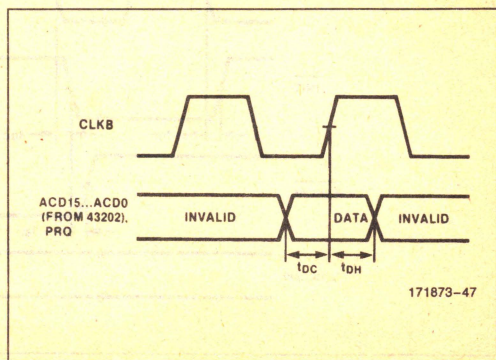 CLKB
ACD15...ACD0
(FROM 43202),
PRQ
INVALID
DATA
INVALID
tDC
tDH
171873–47